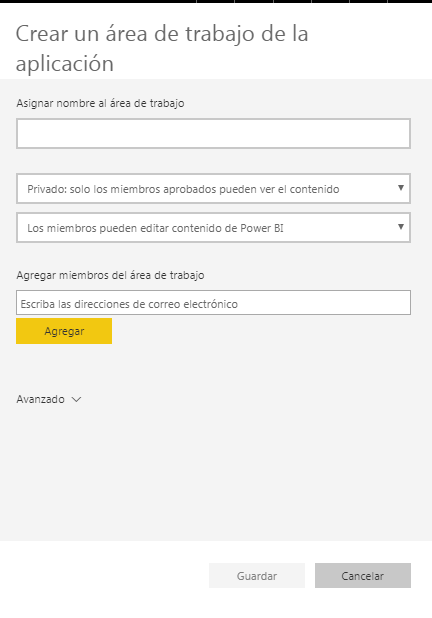 Crear un área de trabajo de la
aplicación
Asignar nombre al área de trabajo
Privado: solo los miembros aprobados pueden ver el contenido
Los miembros pueden editar contenido de Power BI
Agregar miembros del área de trabajo
Escriba las direcciones de correo electrónico
Agregar
Avanzado
Guardar
Cancelar